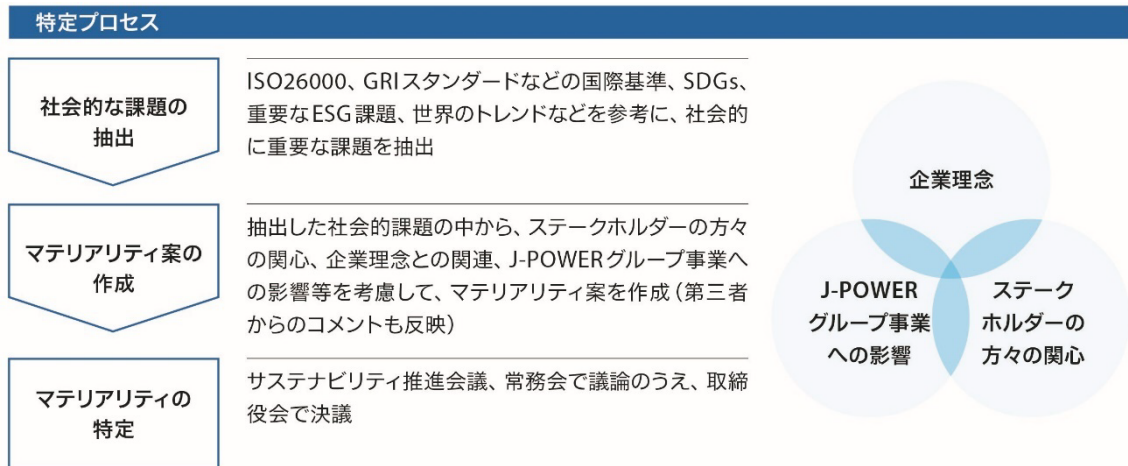 特定プロセス
社会的な課題の
抽出
ISO26000、GRIスタンダードなどの国際基準、SDGs、
重要なESG課題、世界のトレンドなどを参考に、社会的
に重要な課題を抽出
マテリアリティ案の
作成
抽出した社会的課題の中から、ステークホルダーの方々
の関心、企業理念との関連、J-POWERグループ事業へ
の影響等を考慮して、マテリアリティ案を作成（第三者
からのコメントも反映）
マテリアリティの
特定
サステナビリティ推進会議、常務会で議論のうえ、取締
役会で決議
企業理念
J-POWER
グループ事業
への影響
ステーク
ホルダーの
方々の関心